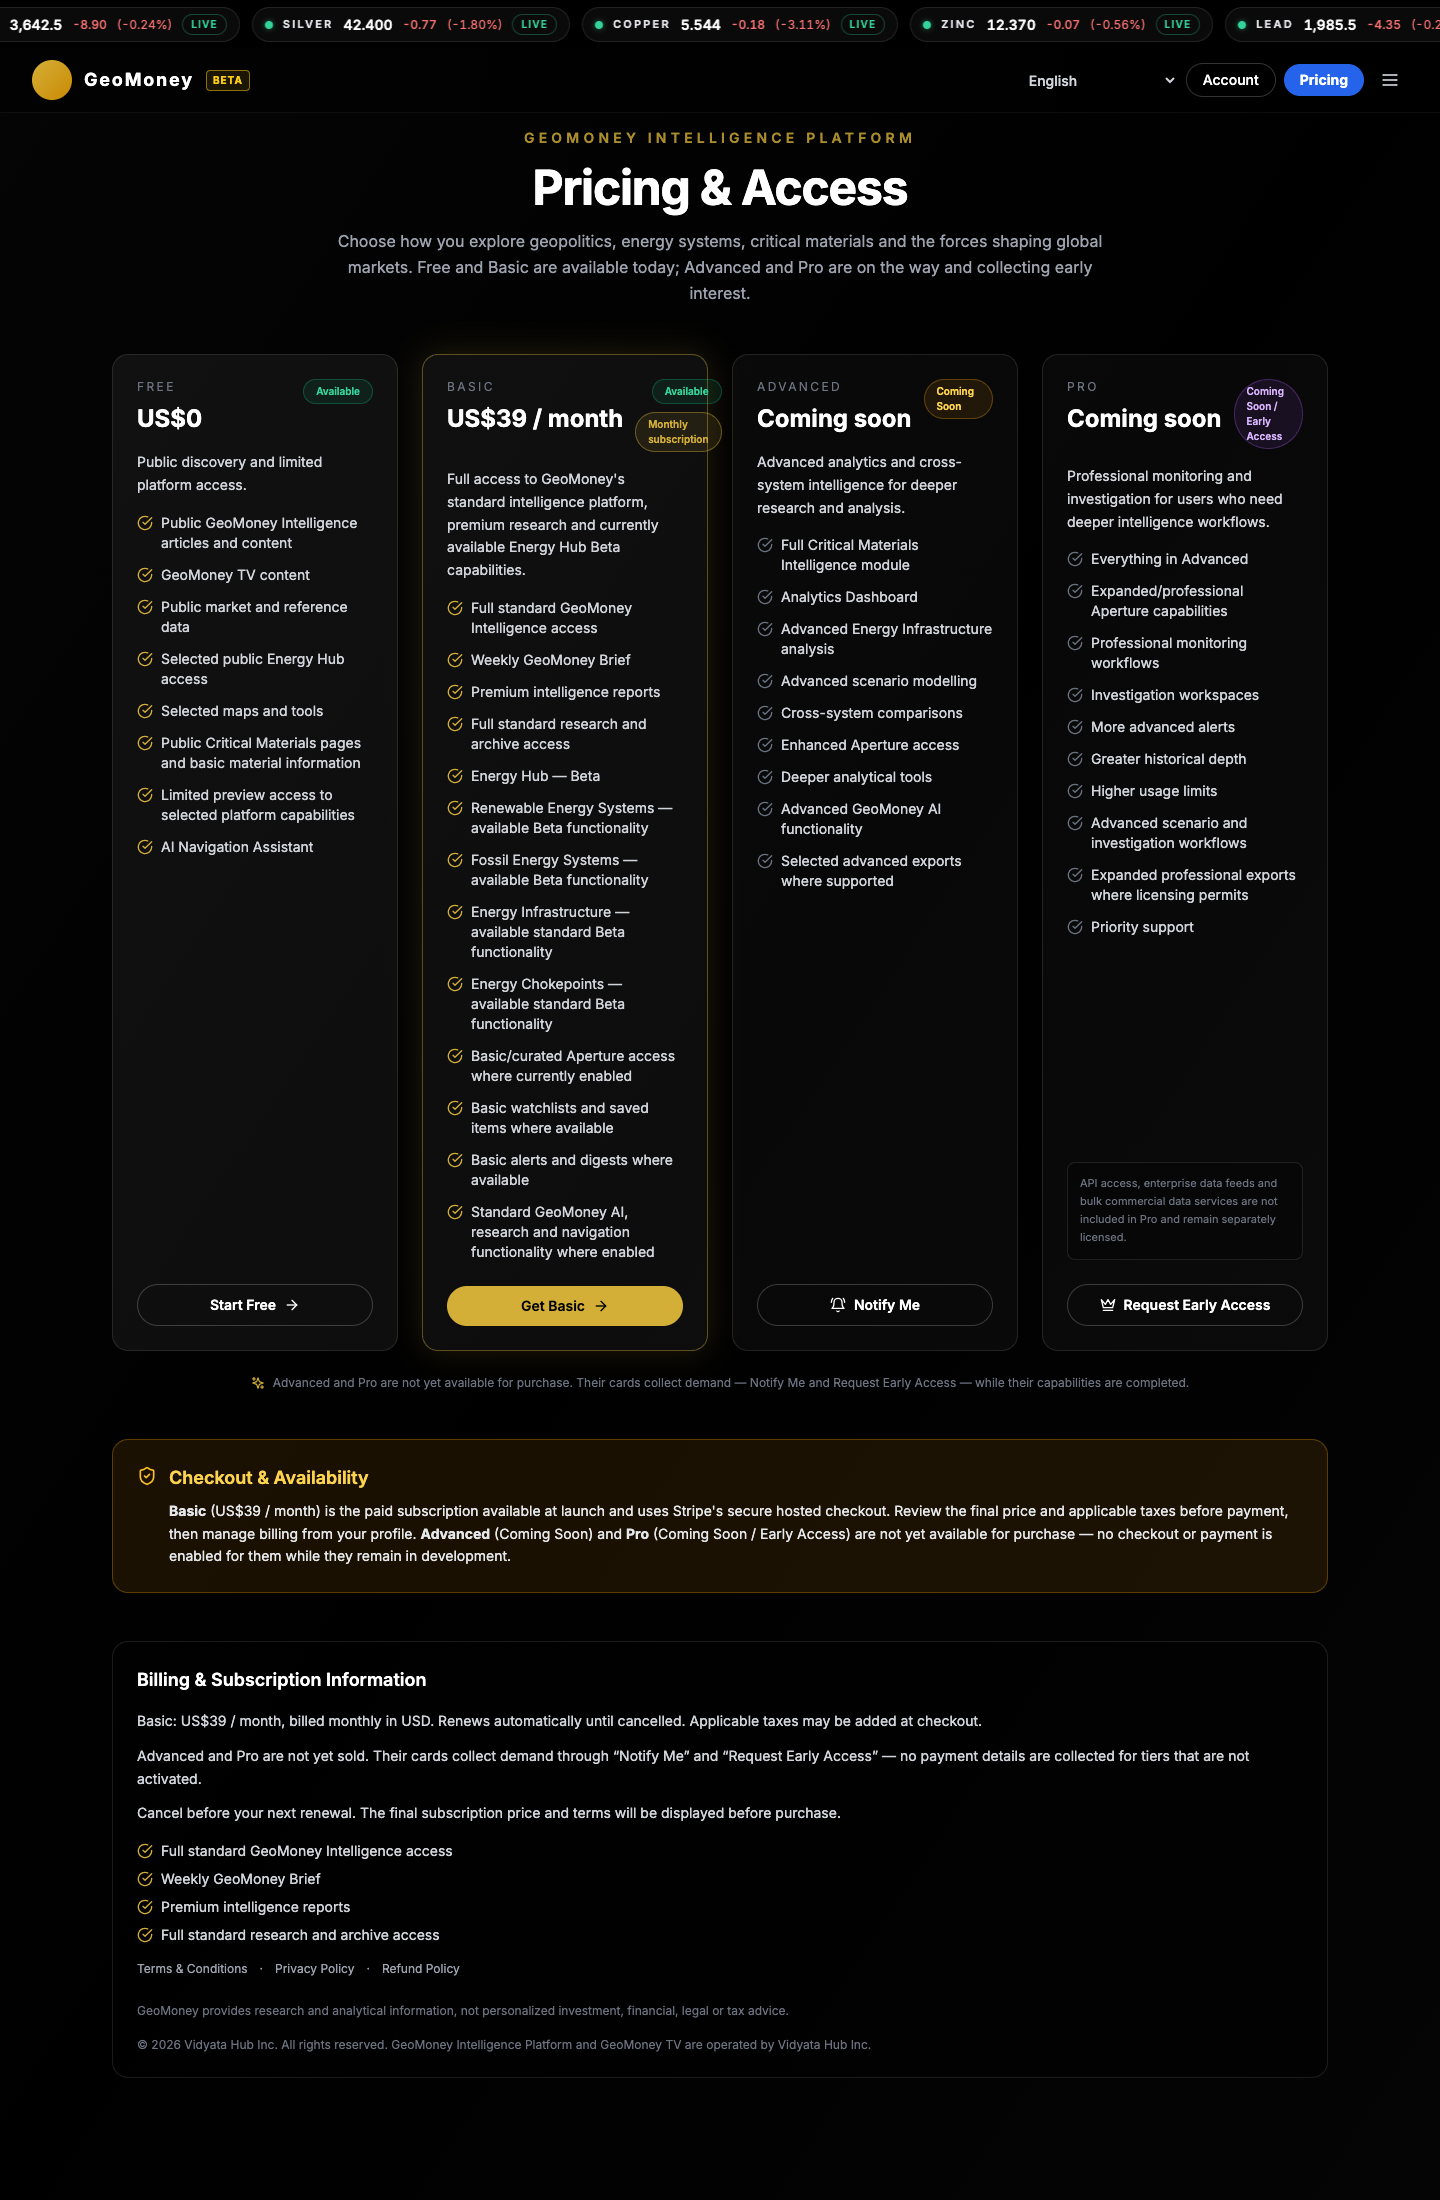 3,642.5 -8.90 (-0.24%) LIVE SILVER 42.400 -0.77 (-1.80%) LIVE COPPER 5.544 -0.18 (-3.11%) LIVE ZINC 12.370 -0.07 (-0.56%) LIVE LEAD 1,985.5 -4.35
GeoMoney BETA English Account Pricing
GEOMONEY INTELLIGENCE PLATFORM
Pricing & Access
Choose how you explore geopolitics, energy systems, critical materials and the forces shaping global
markets. Free and Basic are available today; Advanced and Pro are on the way and collecting early
interest.
FREE
Available
US$0
Public discovery and limited
platform access.
Public GeoMoney Intelligence
articles and content
GeoMoney TV content
Public market and reference
data
Selected public Energy Hub
access
Selected maps and tools
Public Critical Materials pages
and basic material information
Limited preview access to
selected platform capabilities
AI Navigation Assistant
Start Free
BASIC
Available
US$39 / month
Monthly
subscription
Full access to GeoMoney's
standard intelligence platform,
premium research and currently
available Energy Hub Beta
capabilities.
Full standard GeoMoney
Intelligence access
Weekly GeoMoney Brief
Premium intelligence reports
Full standard research and
archive access
Energy Hub — Beta
Renewable Energy Systems —
available Beta functionality
Fossil Energy Systems —
available Beta functionality
Energy Infrastructure —
available standard Beta
functionality
Energy Chokepoints —
available standard Beta
functionality
Basic/curated Aperture access
where currently enabled
Basic watchlists and saved
items where available
Basic alerts and digests where
available
Standard GeoMoney AI,
research and navigation
functionality where enabled
Get Basic
ADVANCED
Coming
Soon
Coming soon
Advanced analytics and cross-
system intelligence for deeper
research and analysis.
Full Critical Materials
Intelligence module
Analytics Dashboard
Advanced Energy Infrastructure
analysis
Advanced scenario modelling
Cross-system comparisons
Enhanced Aperture access
Deeper analytical tools
Advanced GeoMoney AI
functionality
Selected advanced exports
where supported
Notify Me
PRO
Coming
Soon /
Early
Access
Coming soon
Professional monitoring and
investigation for users who need
deeper intelligence workflows.
Everything in Advanced
Expanded/professional
Aperture capabilities
Professional monitoring
workflows
Investigation workspaces
More advanced alerts
Greater historical depth
Higher usage limits
Advanced scenario and
investigation workflows
Expanded professional exports
where licensing permits
Priority support
API access, enterprise data feeds and
bulk commercial data services are not
included in Pro and remain separately
licensed.
Request Early Access
Advanced and Pro are not yet available for purchase. Their cards collect demand — Notify Me and Request Early Access — while their capabilities are completed.
Checkout & Availability
Basic (US$39 / month) is the paid subscription available at launch and uses Stripe's secure hosted checkout. Review the final price and applicable taxes before payment,
then manage billing from your profile. Advanced (Coming Soon) and Pro (Coming Soon / Early Access) are not yet available for purchase — no checkout or payment is
enabled for them while they remain in development.
Billing & Subscription Information
Basic: US$39 / month, billed monthly in USD. Renews automatically until cancelled. Applicable taxes may be added at checkout.
Advanced and Pro are not yet sold. Their cards collect demand through “Notify Me” and “Request Early Access” — no payment details are collected for tiers that are not
activated.
Cancel before your next renewal. The final subscription price and terms will be displayed before purchase.
Full standard GeoMoney Intelligence access
Weekly GeoMoney Brief
Premium intelligence reports
Full standard research and archive access
Terms & Conditions · Privacy Policy · Refund Policy
GeoMoney provides research and analytical information, not personalized investment, financial, legal or tax advice.
© 2026 Vidyata Hub Inc. All rights reserved. GeoMoney Intelligence Platform and GeoMoney TV are operated by Vidyata Hub Inc.